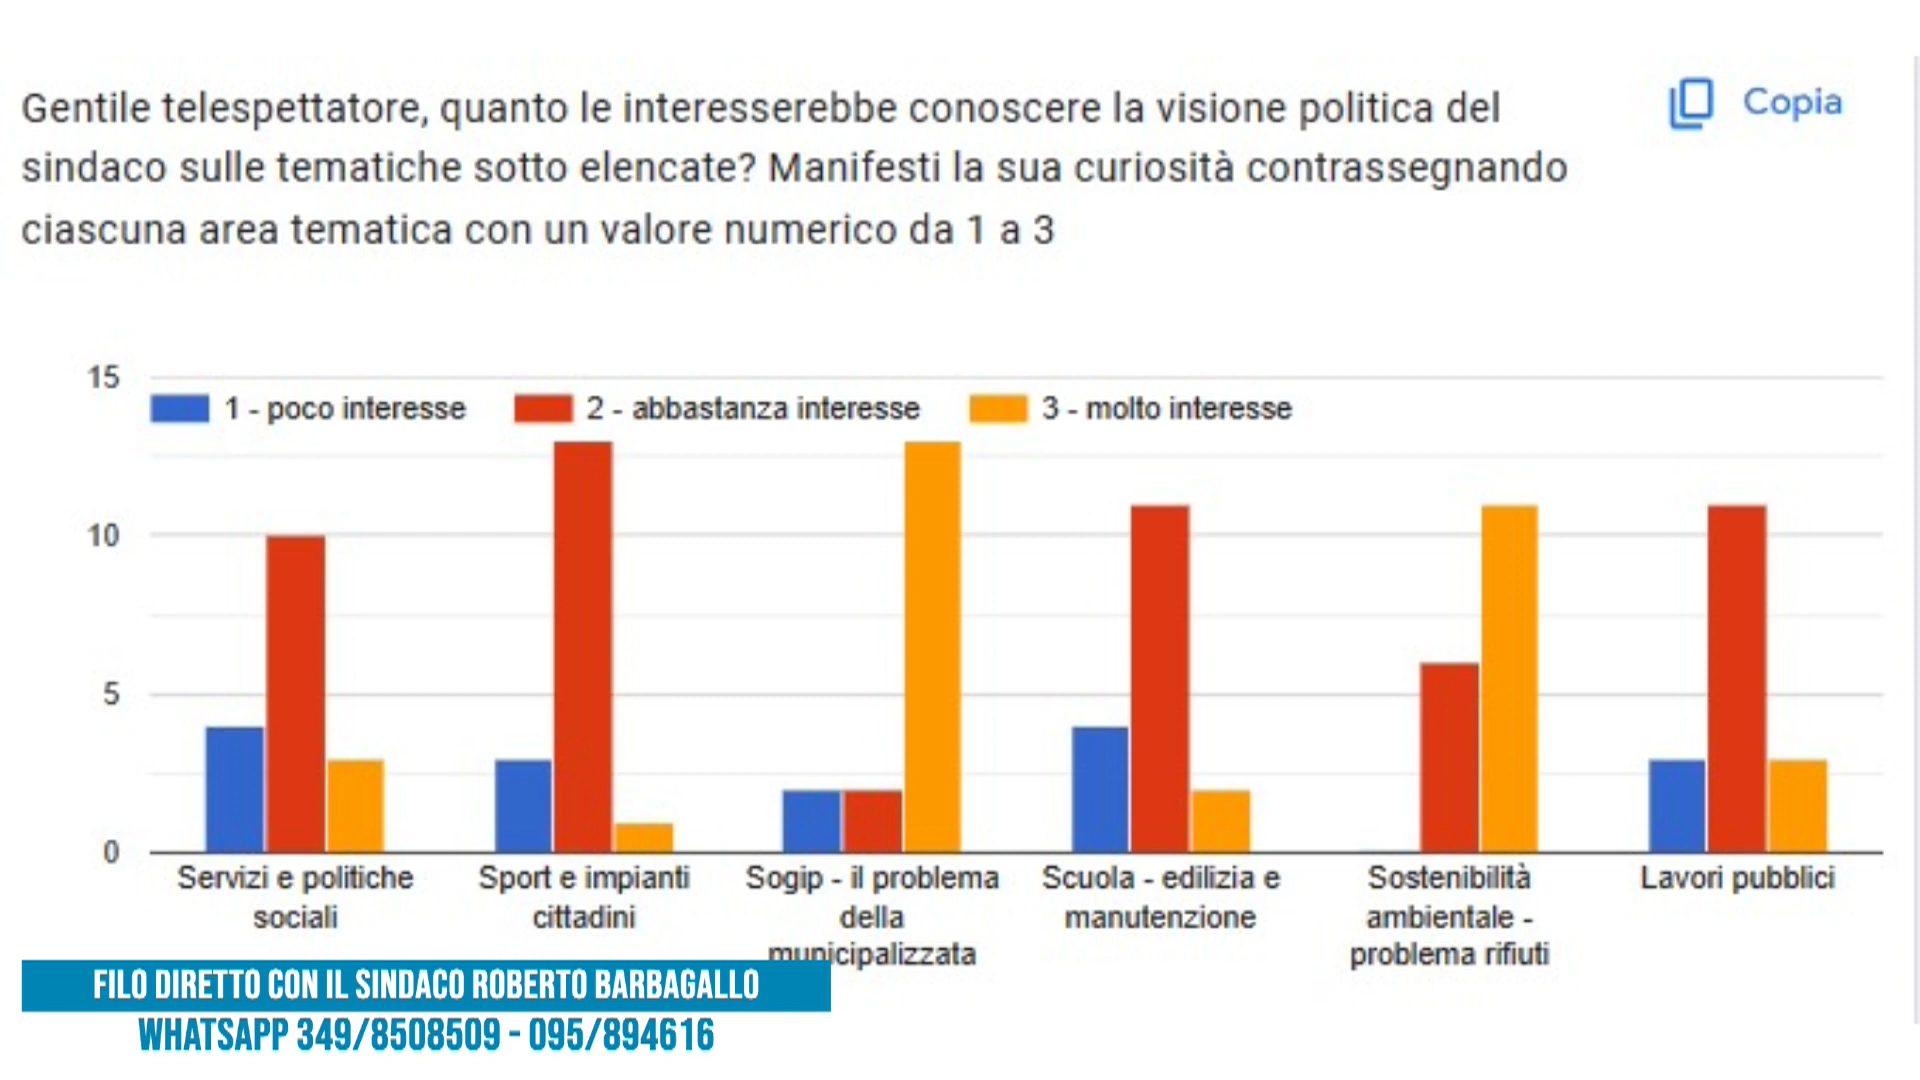 Gentile telespettatore, quanto le interesserebbe conoscere la visione politica del
sindaco sulle tematiche sotto elencate? Manifesti la sua curiosità contrassegnando
ciascuna area tematica con un valore numerico da 1 a 3
Copia
15
1 - poco interesse
2 - abbastanza interesse
3 - molto interesse
10
5
0
Servizi e politiche
sociali
Sport e impianti
cittadini
Sogip - il problema
della
municipalizzata
Scuola - edilizia e
manutenzione
Sostenibilità
ambientale -
problema rifiuti
Lavori pubblici
FILO DIRETTO CON IL SINDACO ROBERTO BARBAGALLO
WHATSAPP 349/8508509 - 095/894616